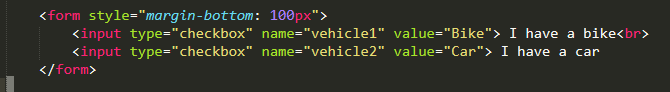 <form style="margin-bottom: 100px">
<input type="checkbox" name="vehicle1" value="Bike"> I have a bike<br>
<input type="checkbox" name="vehicle2" value="Car"> I have a car
</form>